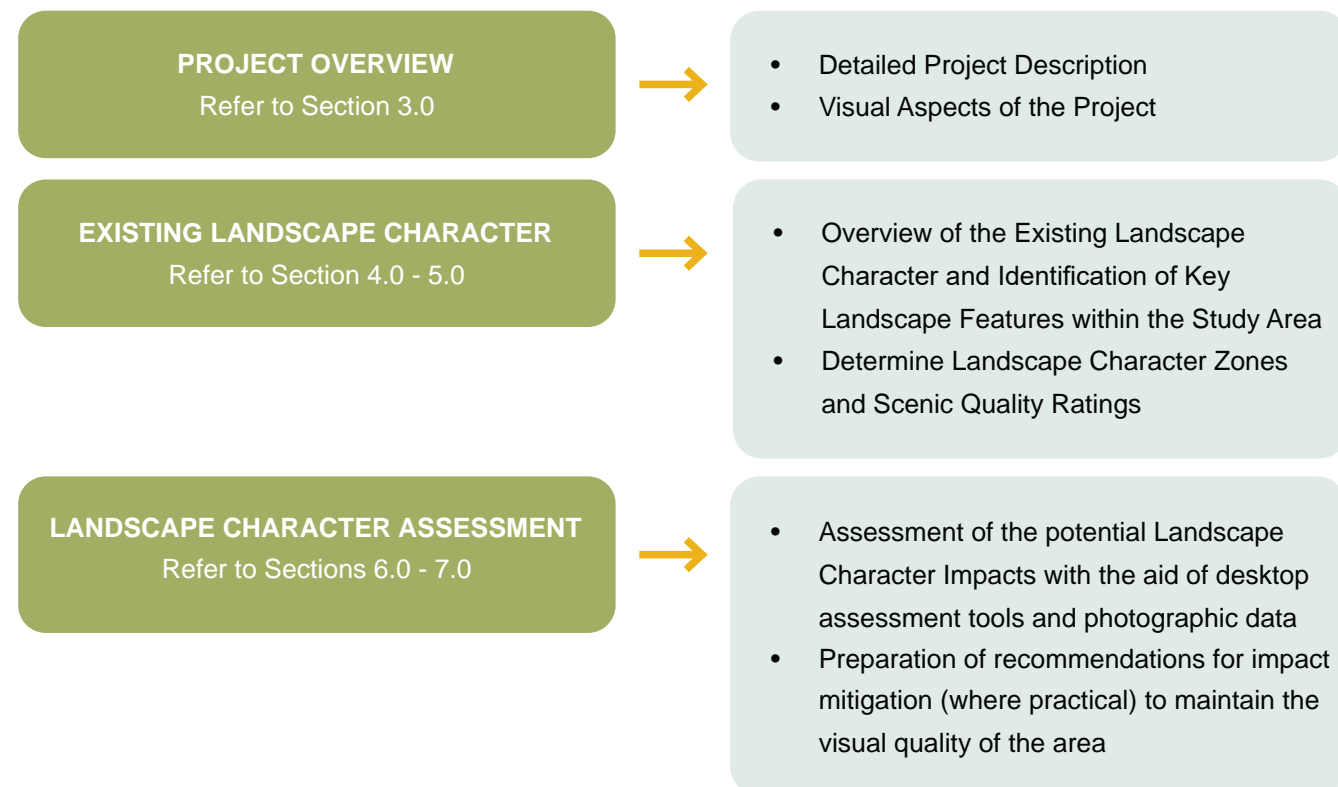 PROJECT OVERVIEW
Refer to Section 3.0
• Detailed Project Description
• Visual Aspects of the Project
EXISTING LANDSCAPE CHARACTER
Refer to Section 4.0 - 5.0
• Overview of the Existing Landscape
Character and Identification of Key
Landscape Features within the Study Area
• Determine Landscape Character Zones
and Scenic Quality Ratings
LANDSCAPE CHARACTER ASSESSMENT
Refer to Sections 6.0 - 7.0
• Assessment of the potential Landscape
Character Impacts with the aid of desktop
assessment tools and photographic data
• Preparation of recommendations for impact
mitigation (where practical) to maintain the
visual quality of the area